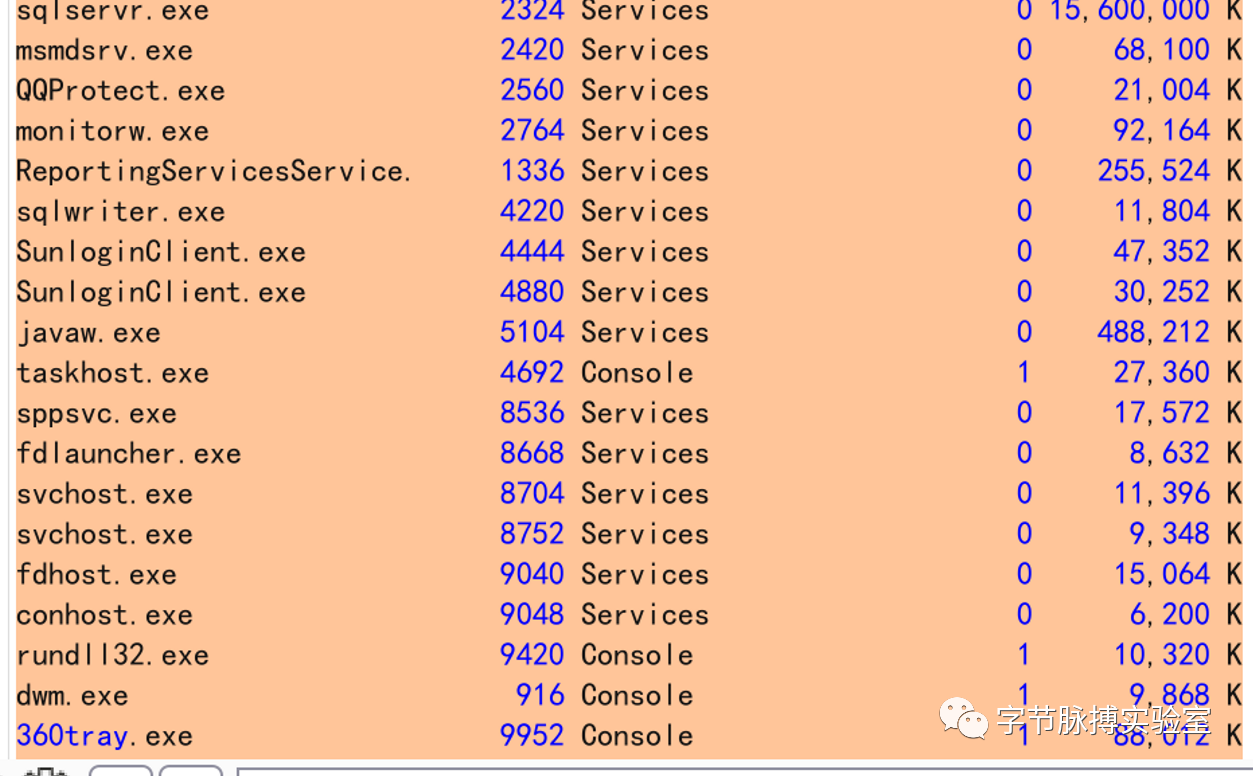 sqlservr.exe 2324 Services 0 15,600,000 K
msmdsrv.exe 2420 Services 0 68,100 K
QQProtect.exe 2560 Services 0 21,004 K
monitorw.exe 2764 Services 0 92,164 K
ReportingServicesService. 1336 Services 0 255,524 K
sqlwriter.exe 4220 Services 0 11,804 K
SunloginClient.exe 4444 Services 0 47,352 K
SunloginClient.exe 4880 Services 0 30,252 K
javaw.exe 5104 Services 0 488,212 K
taskhost.exe 4692 Console 1 27,360 K
sppsvc.exe 8536 Services 0 17,572 K
fdlauncher.exe 8668 Services 0 8,632 K
svchost.exe 8704 Services 0 11,396 K
svchost.exe 8752 Services 0 9,348 K
fdhost.exe 9040 Services 0 15,064 K
conhost.exe 9048 Services 0 6,200 K
rundll32.exe 9420 Console 1 10,320 K
dwm.exe 916 Console 1 9,868 K
360tray.exe 9952 Console 1 88,012 K
字节脉搏实验室